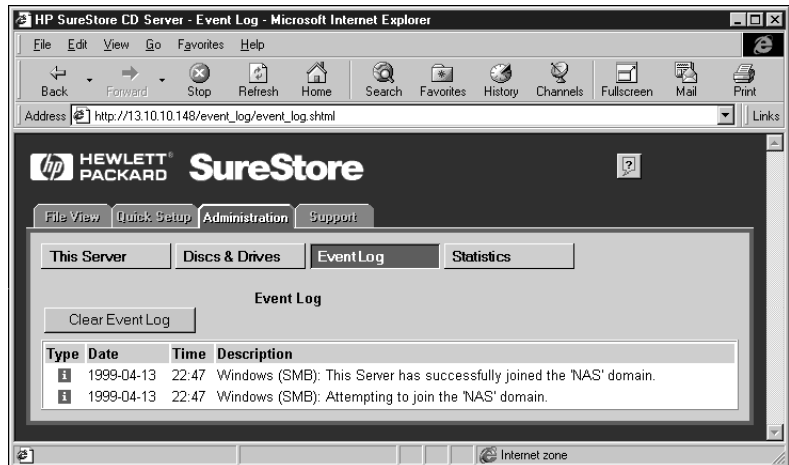 HP SureStore CD Server - Event Log - Microsoft Internet Explorer
File Edit View Go Favorites Help
Back Forward Stop Refresh Home Search Favorites History Channels Fullscreen Mail Print
Address http://13.10.10.148/event_log/event_log.shtml Links
hp HEWLETT® PACKARD SureStore ?
File View Quick Setup Administration Support
This Server Discs & Drives Event Log Statistics
Event Log
Clear Event Log
Type Date Time Description
i 1999-04-13 22:47 Windows (SMB): This Server has successfully joined the 'NAS' domain.
i 1999-04-13 22:47 Windows (SMB): Attempting to join the 'NAS' domain.
Internet zone